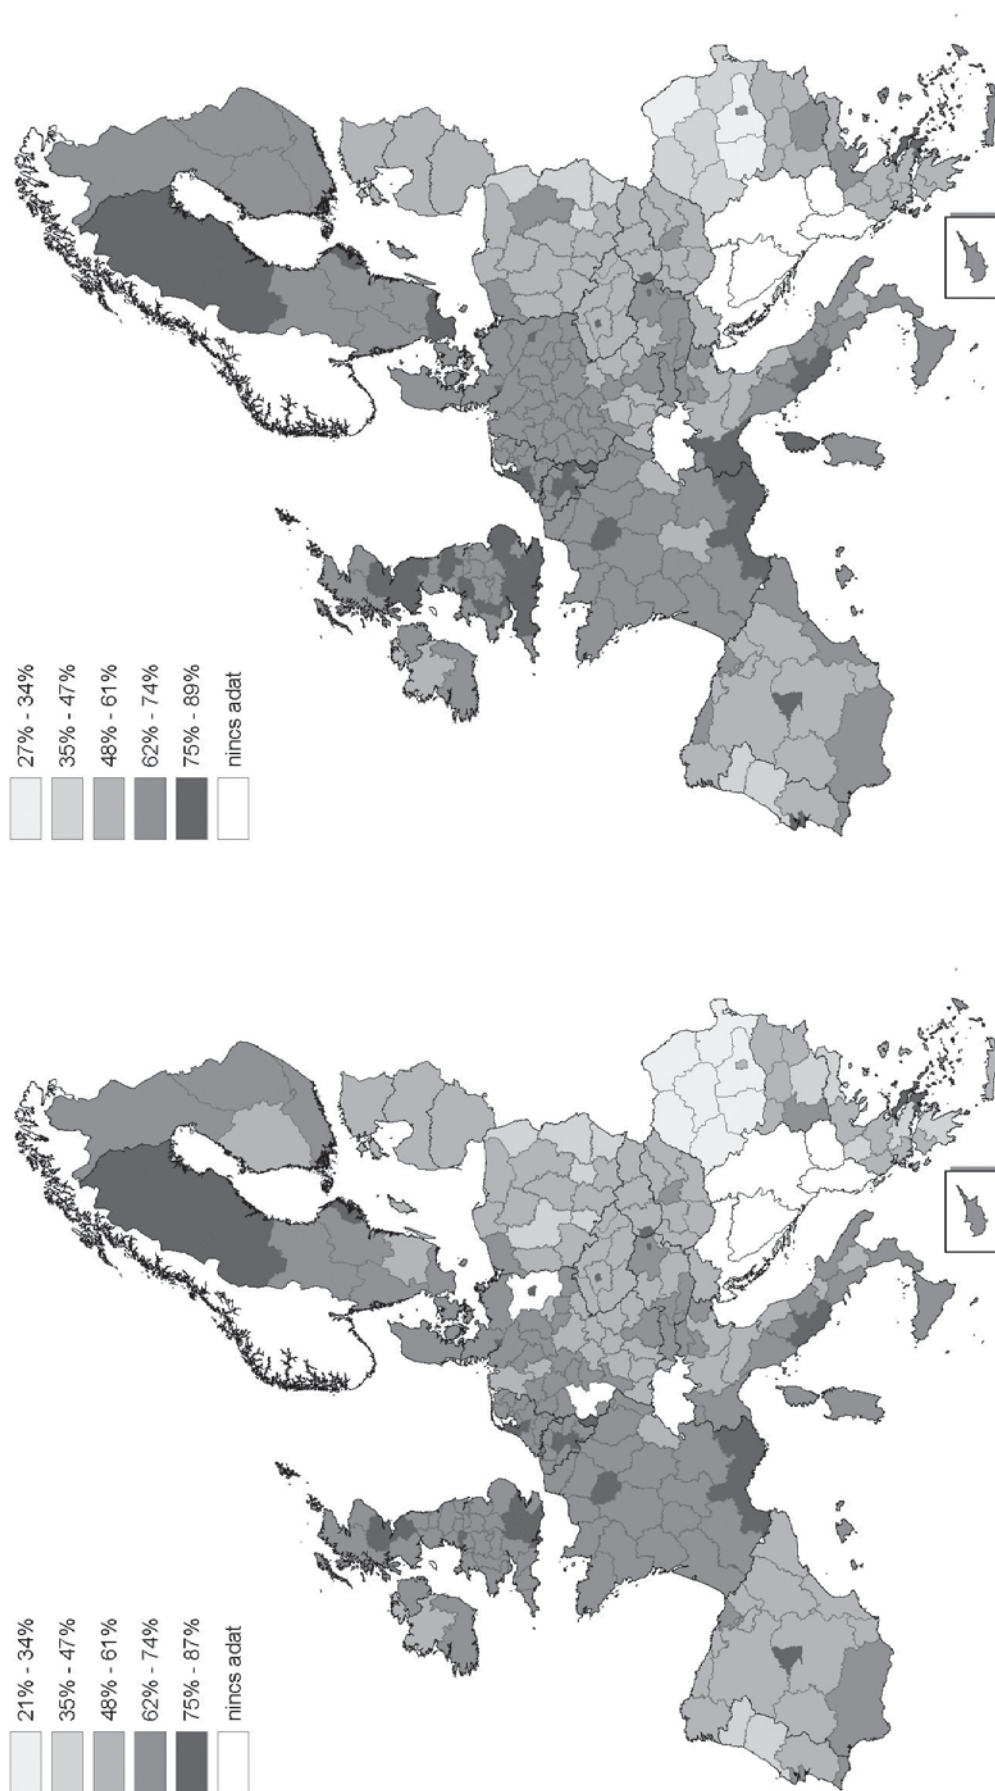 21% - 34%
35% - 47%
48% - 61%
62% - 74%
75% - 87%
nincs adat
27% - 34%
35% - 47%
48% - 61%
62% - 74%
75% - 89%
nincs adat